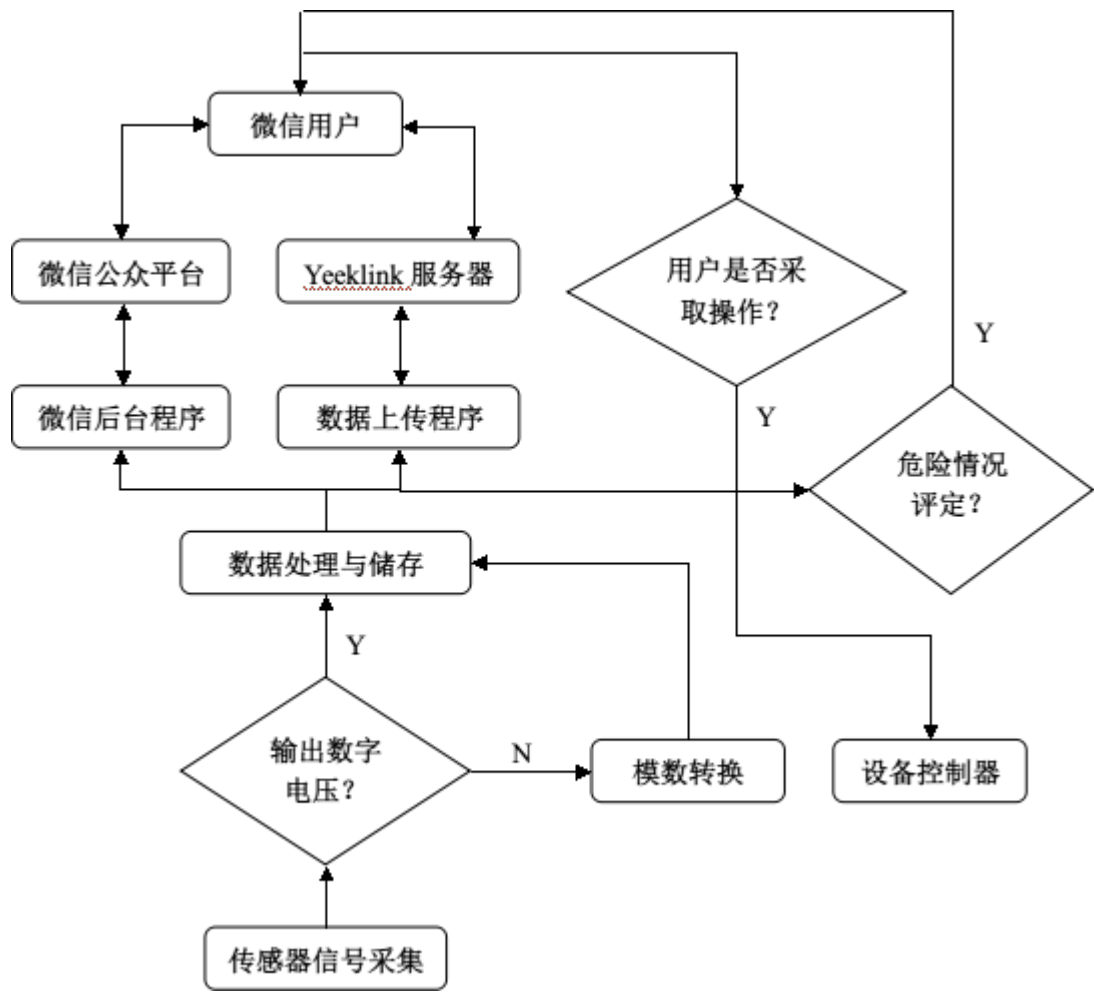 微信用户
微信公众平台
Yeeklink 服务器
用户是否采
取操作？
Y
微信后台程序
数据上传程序
Y
危险情况
评定？
数据处理与储存
Y
输出数字
电压？
N
模数转换
设备控制器
传感器信号采集